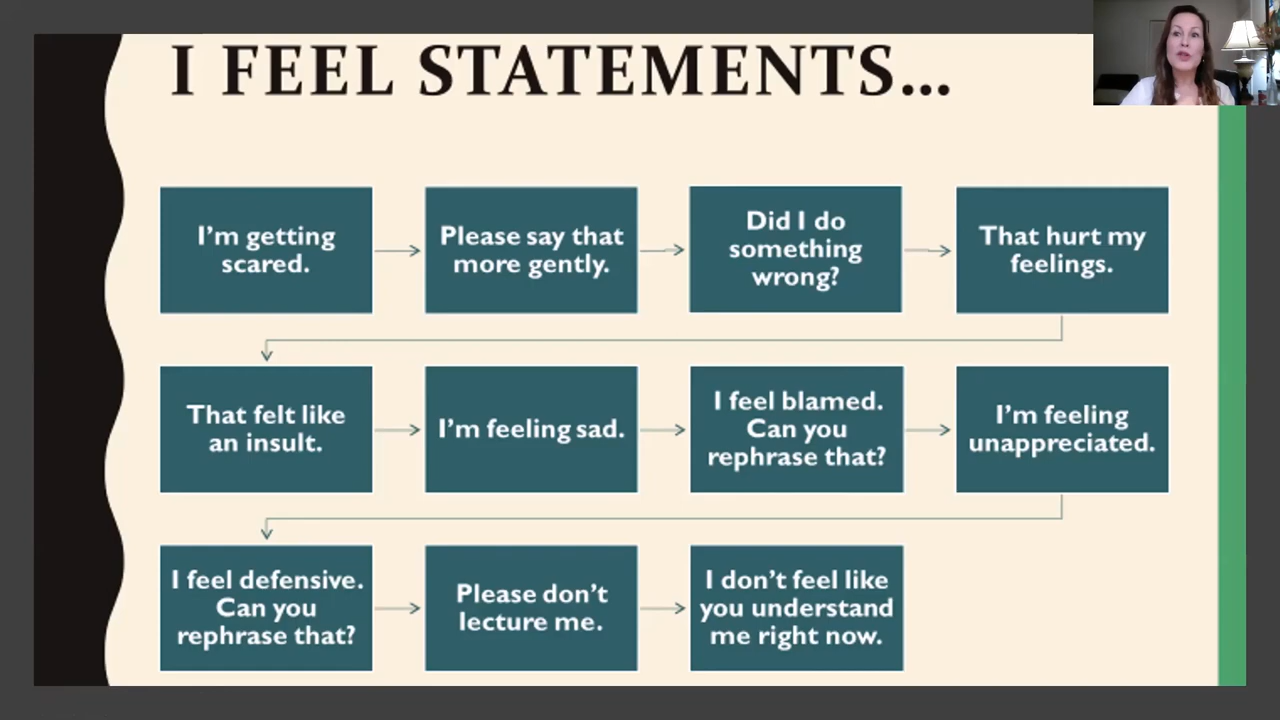 I FEEL STATEMENTS...
I'm getting
scared.
Please say that
more gently.
Did I do
something
wrong?
That hurt my
feelings.
That felt like
an insult.
I'm feeling sad.
I feel blamed.
Can you
rephrase that?
I'm feeling
unappreciated.
I feel defensive.
Can you
rephrase that?
Please don't
lecture me.
I don't feel like
you understand
me right now.